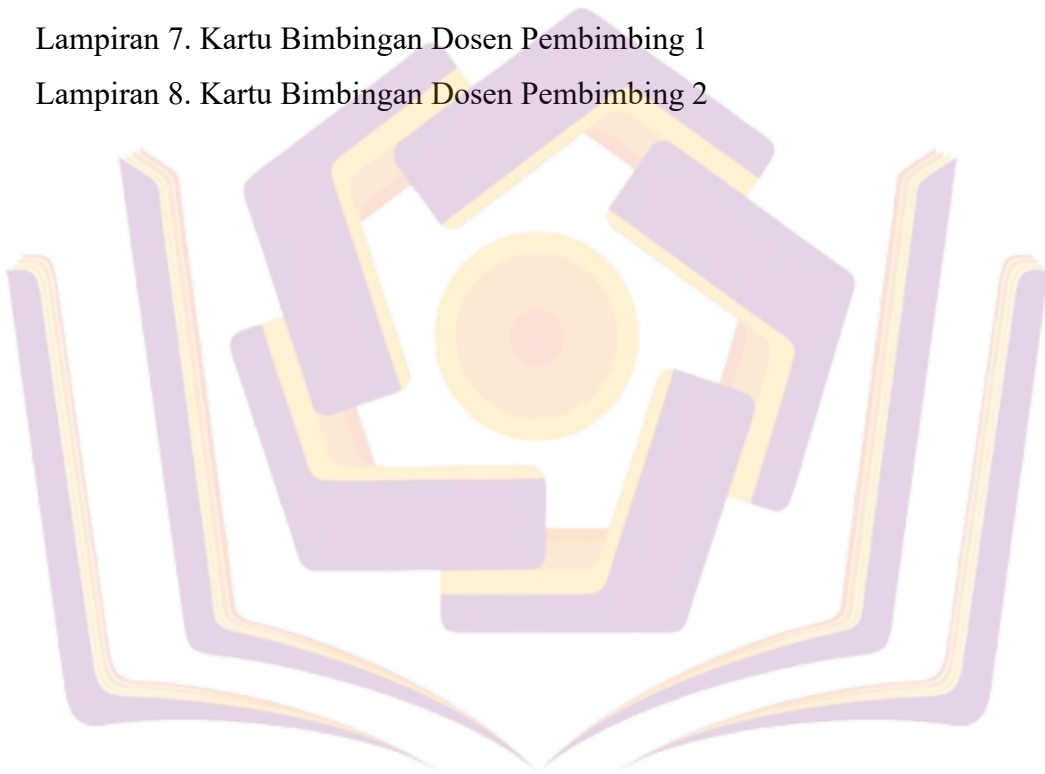 Lampiran 7. Kartu Bimbingan Dosen Pembimbing 1
Lampiran 8. Kartu Bimbingan Dosen Pembimbing 2